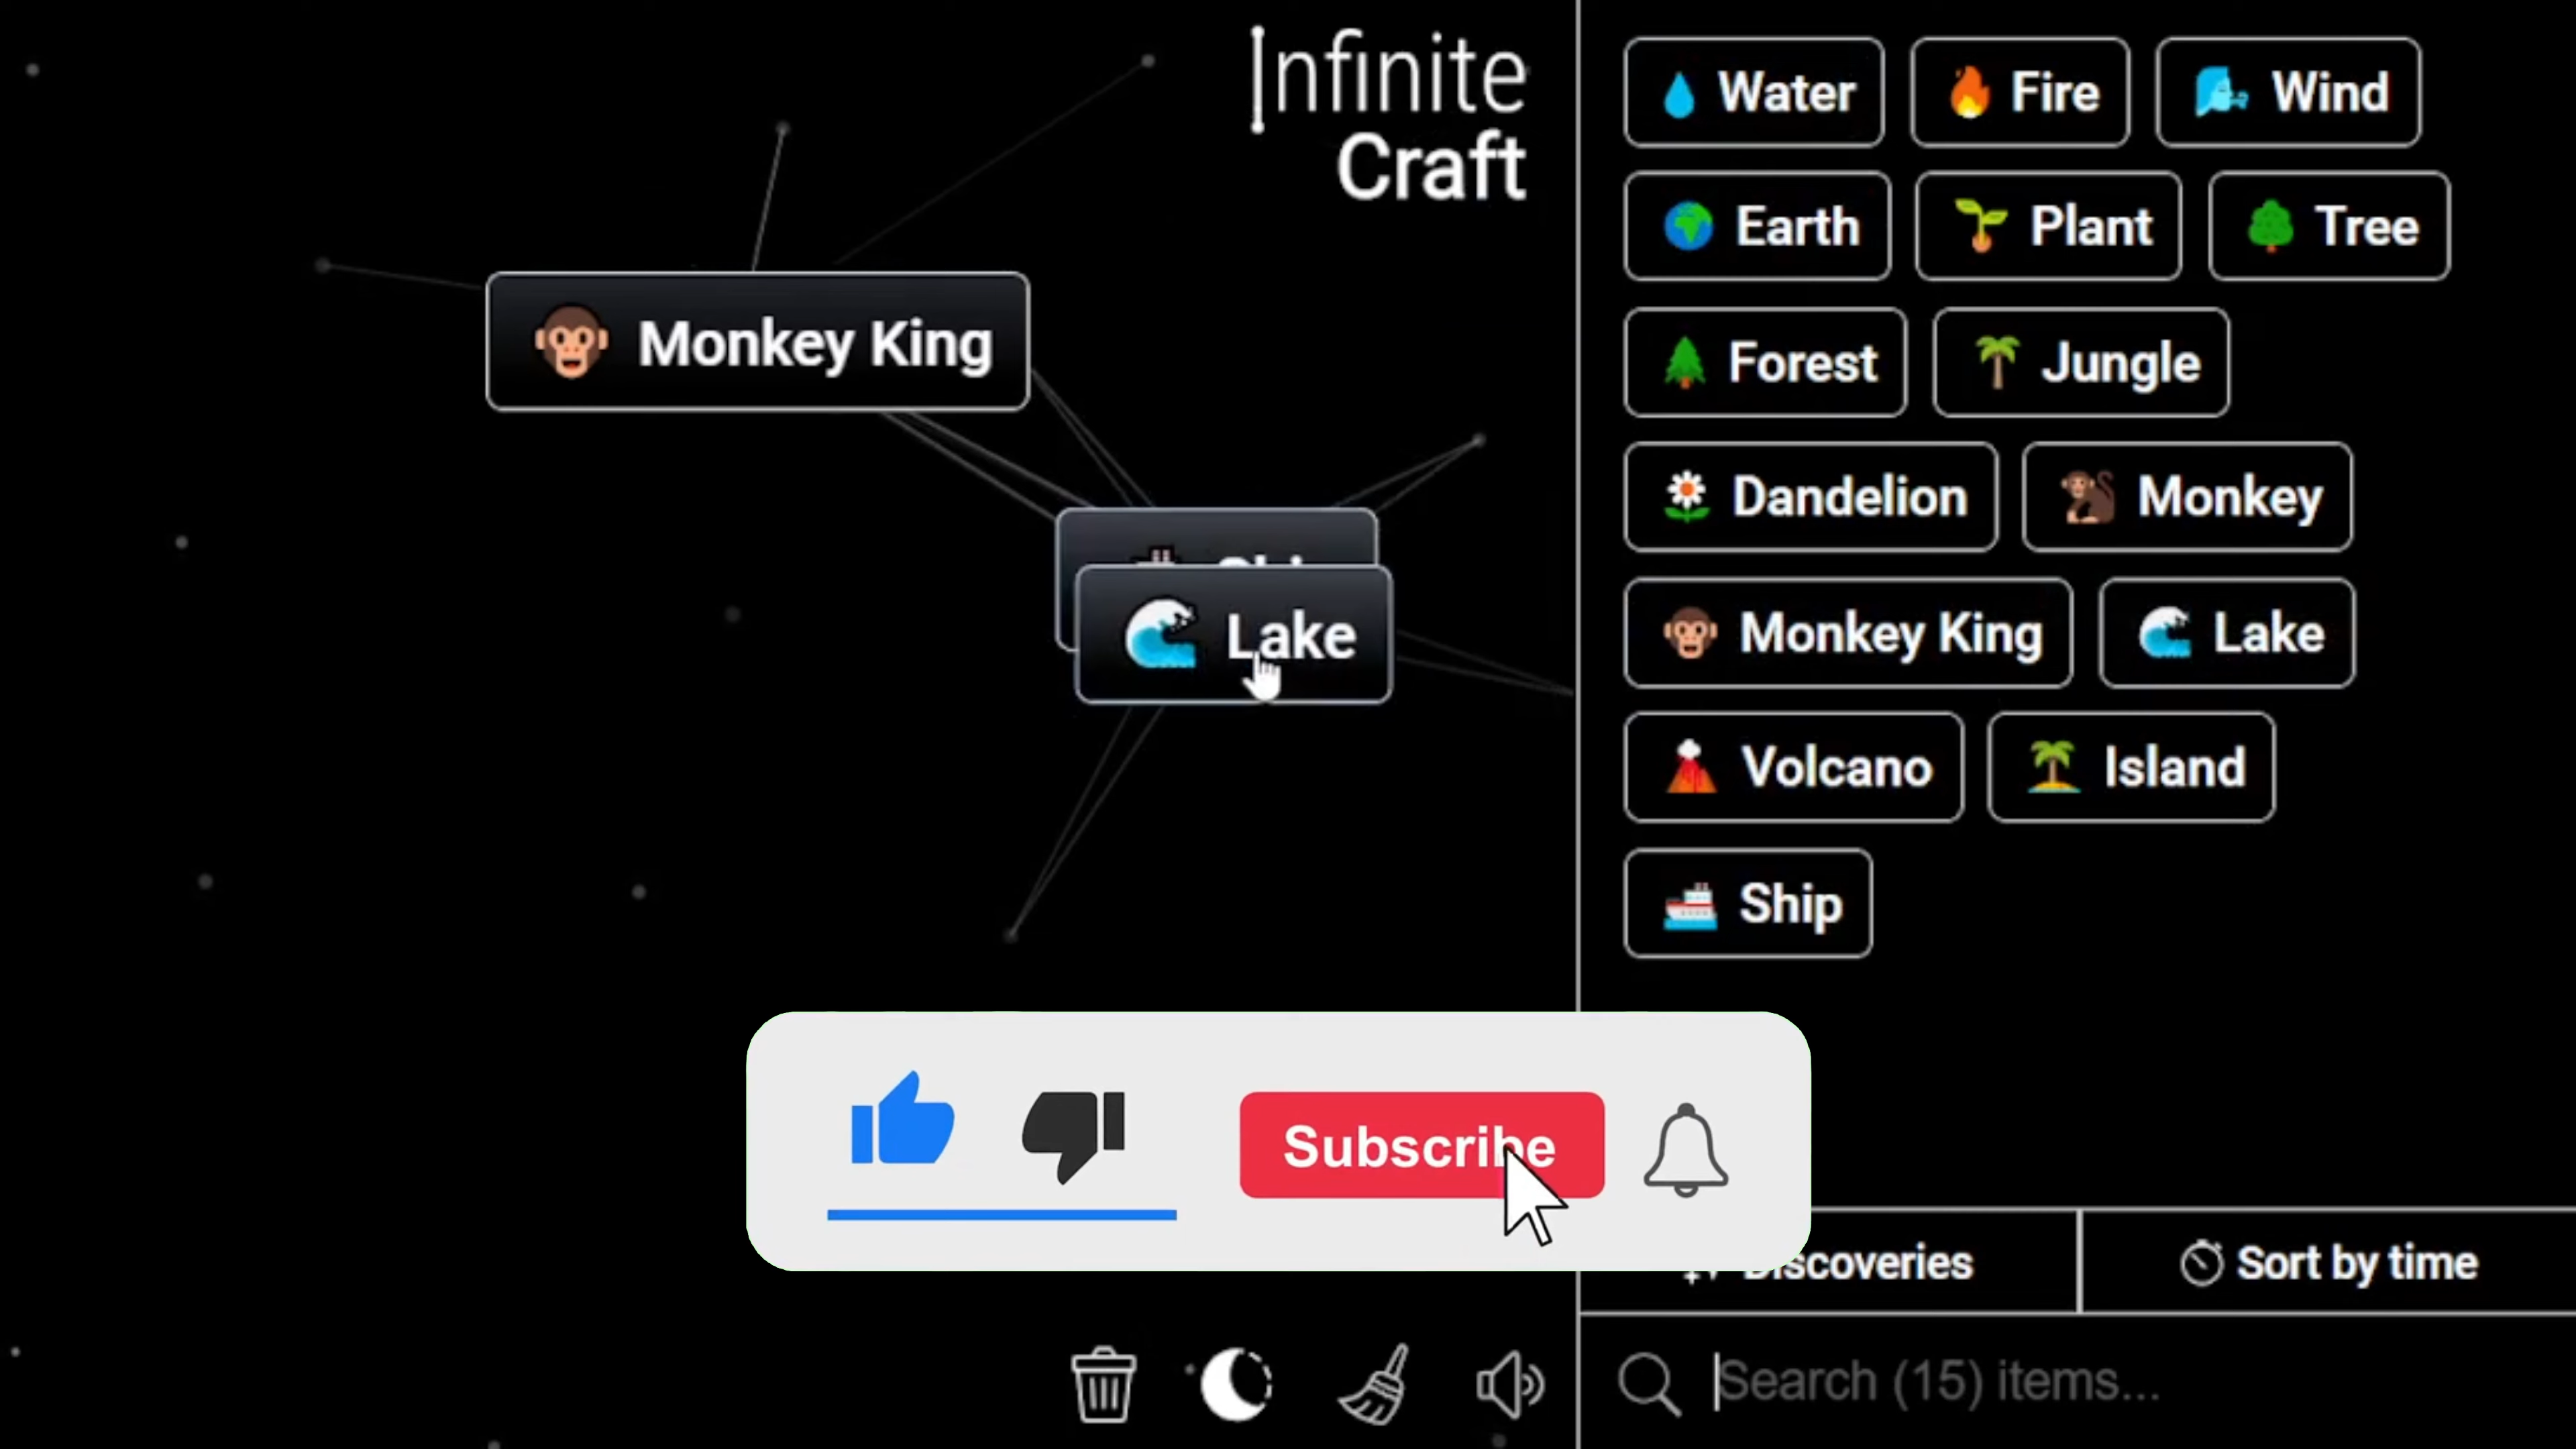 Infinite
Craft
Monkey King
Lake
Water Fire Wind
Earth Plant Tree
Forest Jungle
Dandelion Monkey
Monkey King Lake
Volcano Island
Ship
Subscribe
Discoveries Sort by time
Search (15) items...